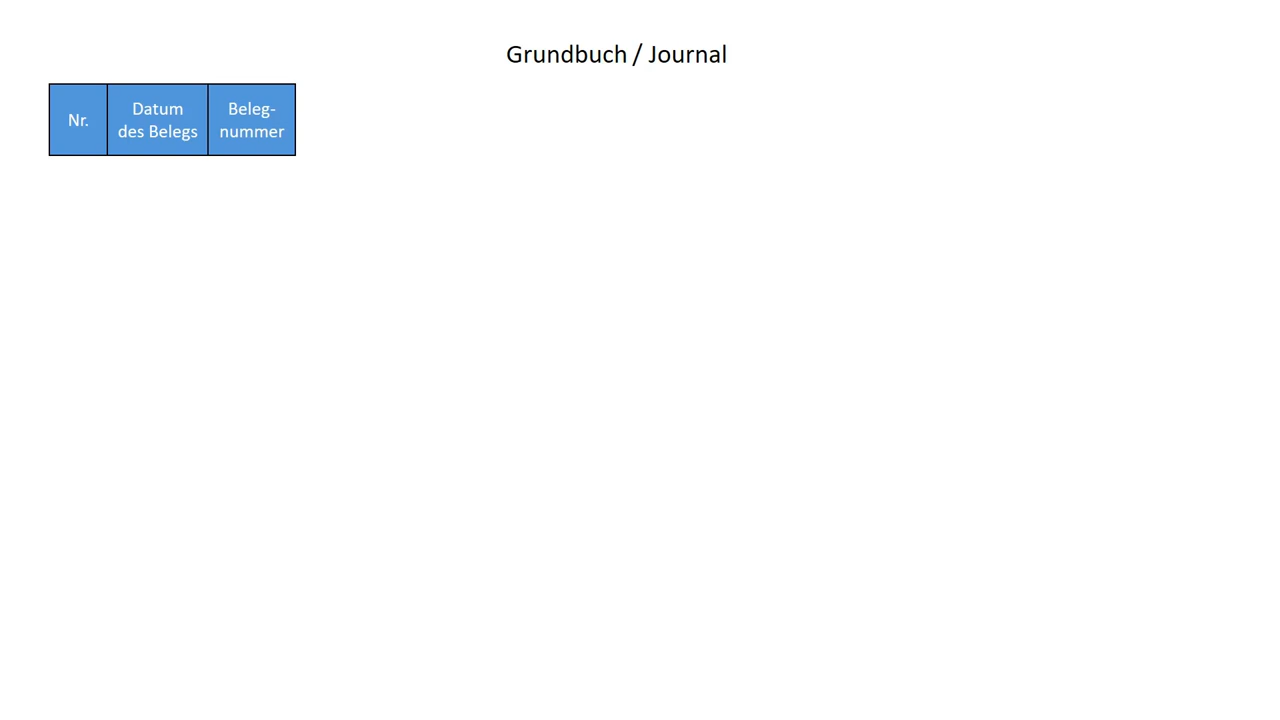 Grundbuch / Journal
Nr.
Datum
des Belegs
Beleg-
nummer